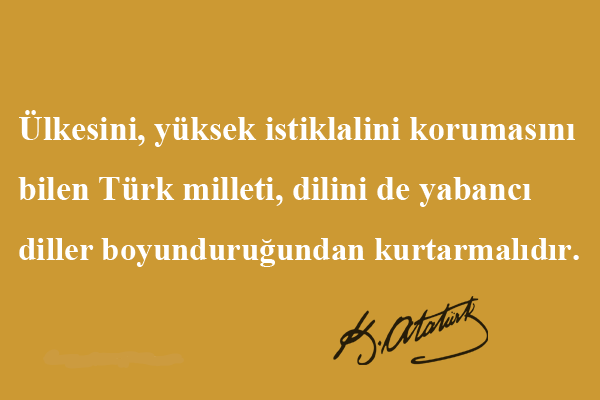 Ülkesini, yüksek istiklalini korumasını
bilen Türk milleti, dilini de yabancı
diller boyunduruğundan kurtarmalıdır.
K. Atatürk